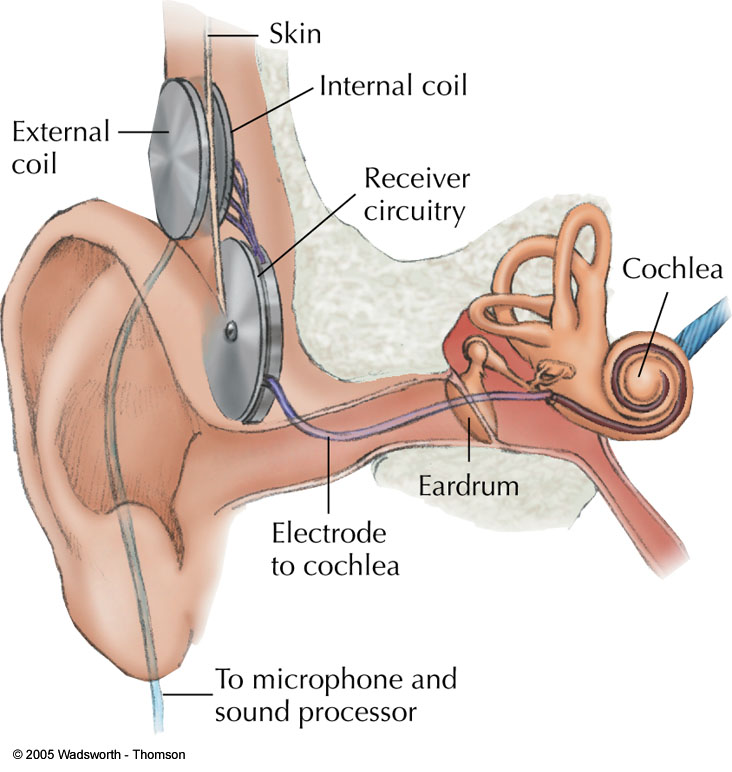 Skin
Internal coil
External
coil
Receiver
circuitry
Cochlea
Eardrum
Electrode
to cochlea
To microphone and
sound processor
© 2005 Wadsworth - Thomson